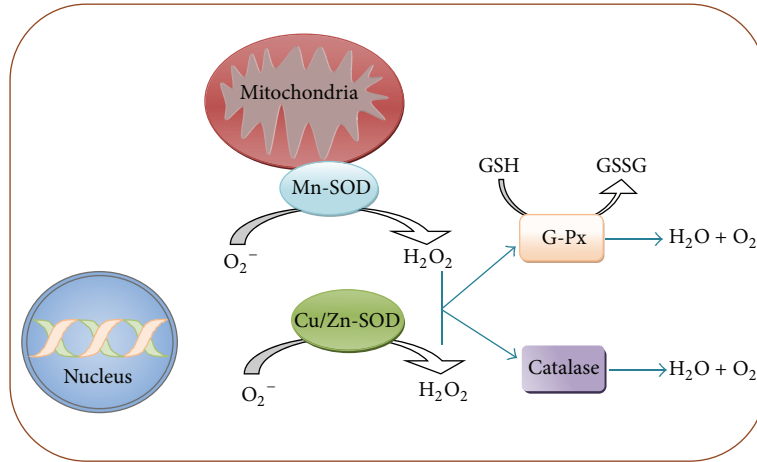 Mitochondria
Mn-SOD
O₂⁻
H₂O₂
GSH
GSSG
G-Px
H₂O + O₂
Nucleus
Cu/Zn-SOD
O₂⁻
H₂O₂
Catalase
H₂O + O₂